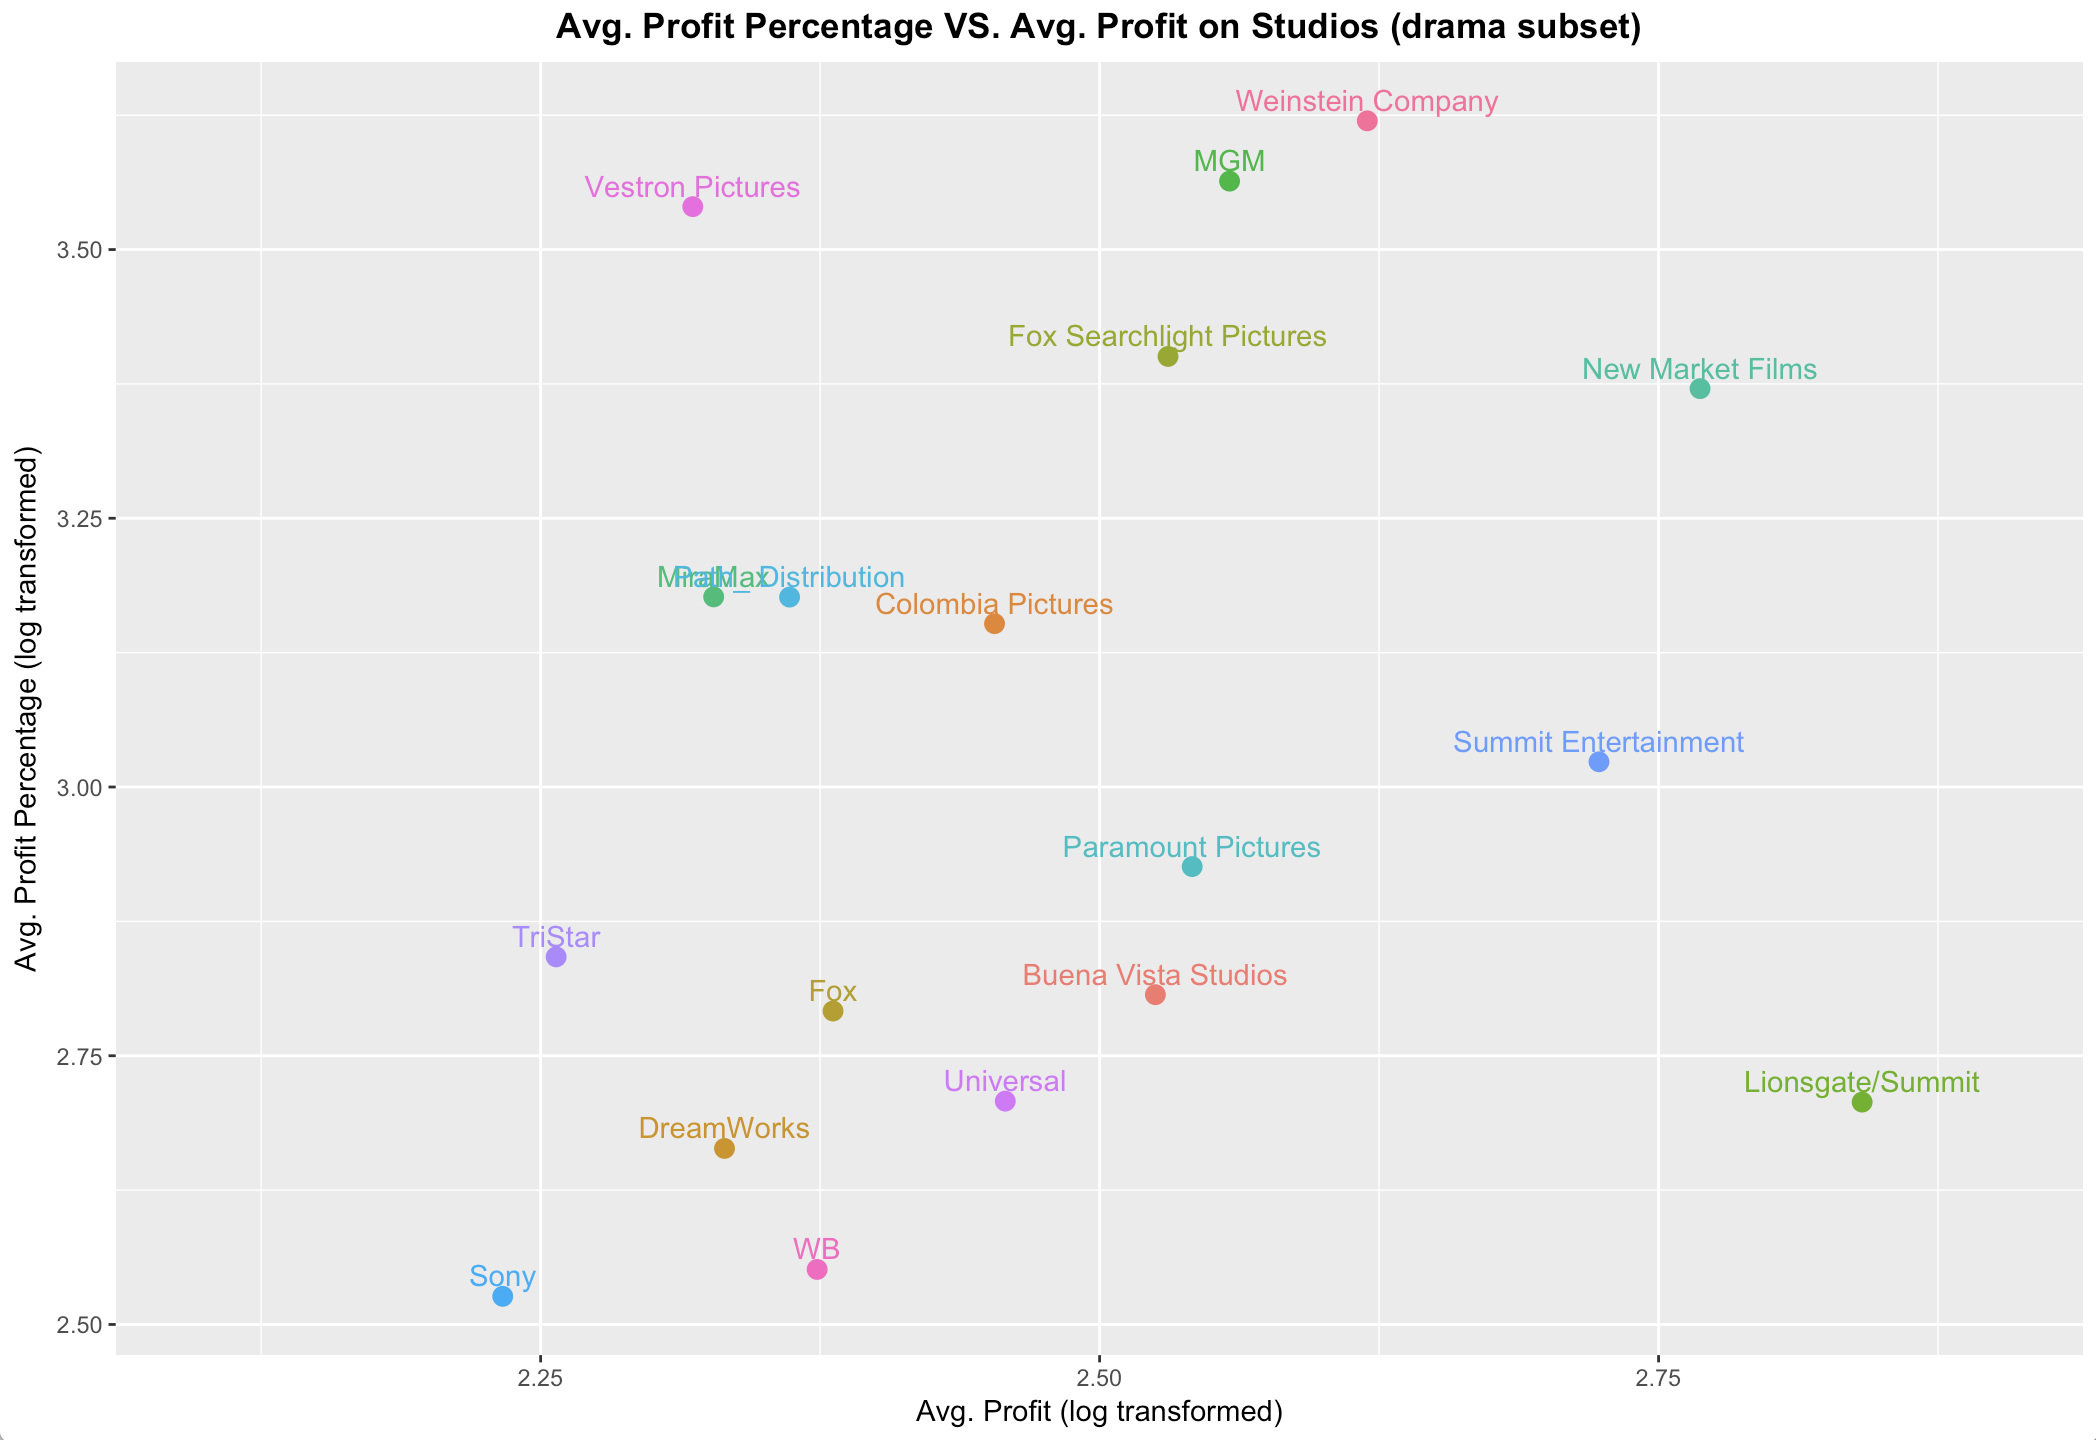 Avg. Profit Percentage VS. Avg. Profit on Studios (drama subset)
Weinstein Company
MGM
Vestron Pictures
3.50
Fox Searchlight Pictures
New Market Films
3.25
MiraMax
Distribution
Colombia Pictures
Summit Entertainment
3.00
Paramount Pictures
TriStar
Buena Vista Studios
Fox
2.75
Universal
Lionsgate/Summit
DreamWorks
WB
Sony
2.50
2.25
2.50
2.75
Avg. Profit (log transformed)
Avg. Profit Percentage (log transformed)